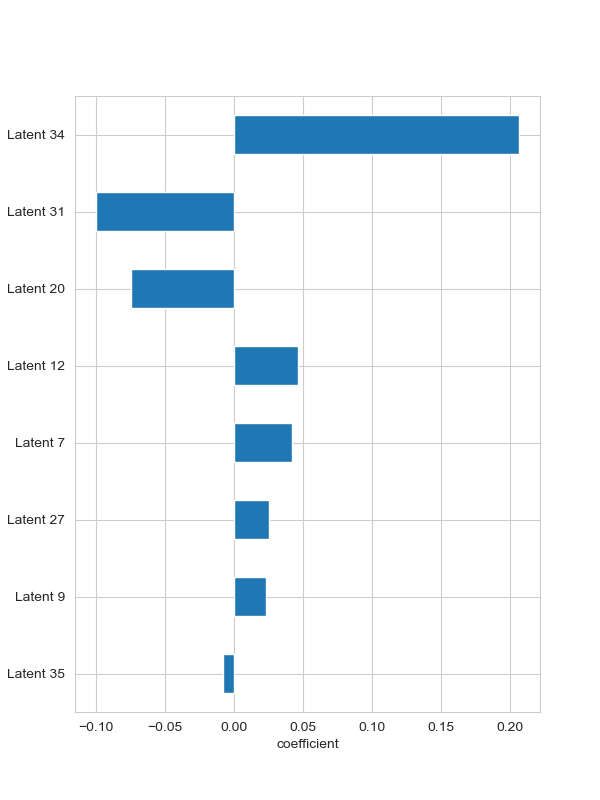 Latent 34
Latent 31
Latent 20
Latent 12
Latent 7
Latent 27
Latent 9
Latent 35
−0.10 −0.05 0.00 0.05 0.10 0.15 0.20
coefficient